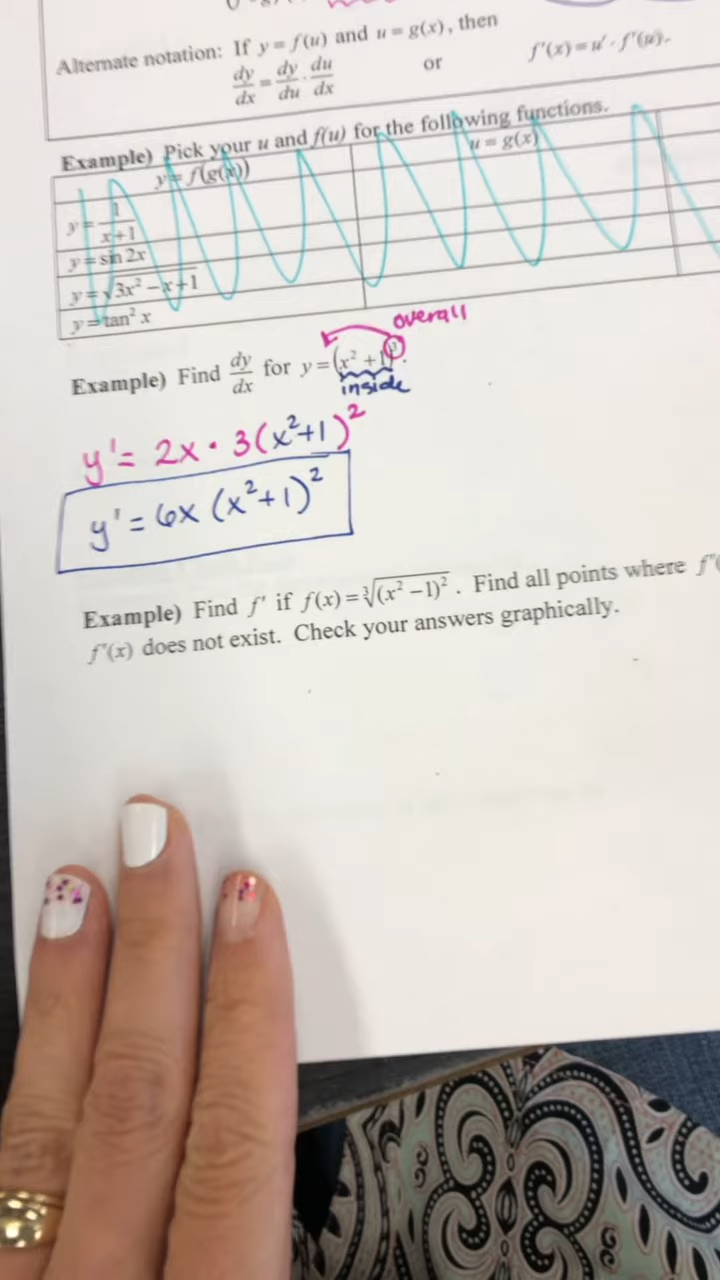 Alternate notation: If y = f(u) and u = g(x), then
dy/dx = dy/du · du/dx or f'(x) = u' · f'(u).
Example) Pick your u and f(u) for the following functions.
y = f(g(x)) u = g(x)
y = 1/(x+1)
y = sin 2x
y = √(3x² − x + 1)
y = tan² x
overall
Example) Find dy/dx for y = (x² + 1)³.
inside
y' = 2x · 3(x²+1)²
y' = 6x (x²+1)²
Example) Find f' if f(x) = ∛((x² − 1)²). Find all points where f'(
f'(x) does not exist. Check your answers graphically.